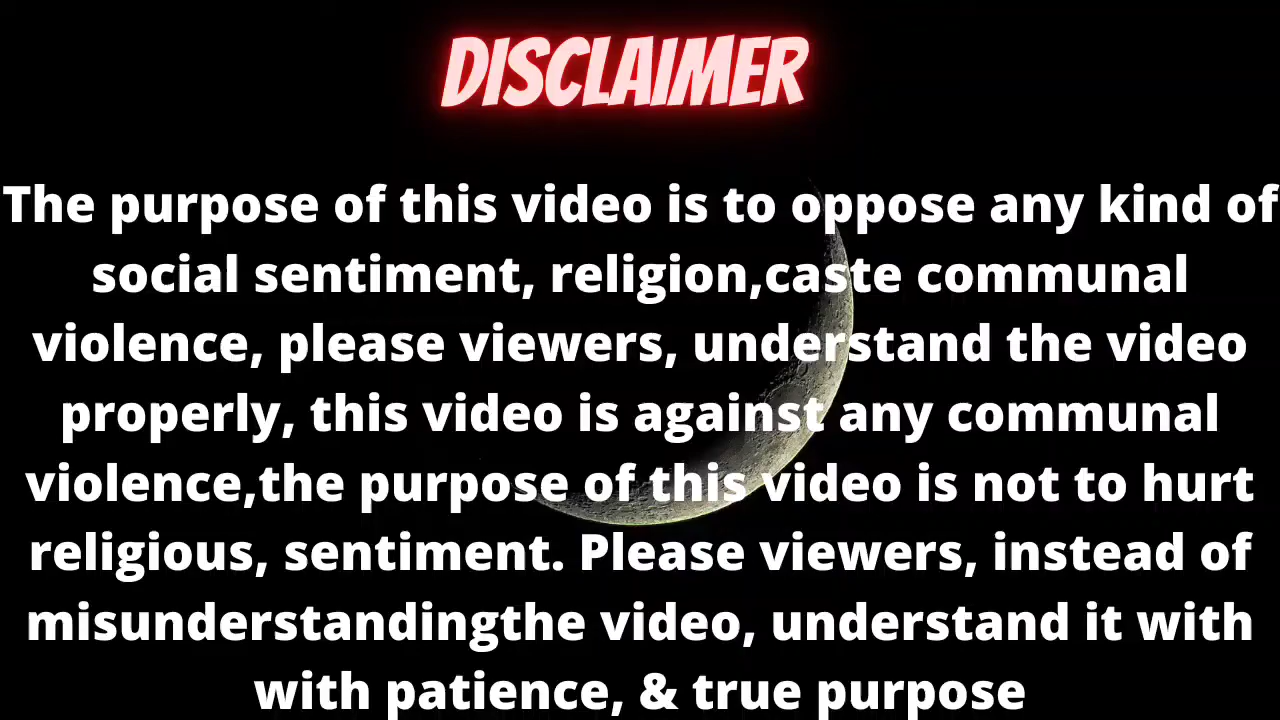 DISCLAIMER
The purpose of this video is to oppose any kind of
social sentiment, religion,caste communal
violence, please viewers, understand the video
properly, this video is against any communal
violence,the purpose of this video is not to hurt
religious, sentiment. Please viewers, instead of
misunderstandingthe video, understand it with
with patience, & true purpose